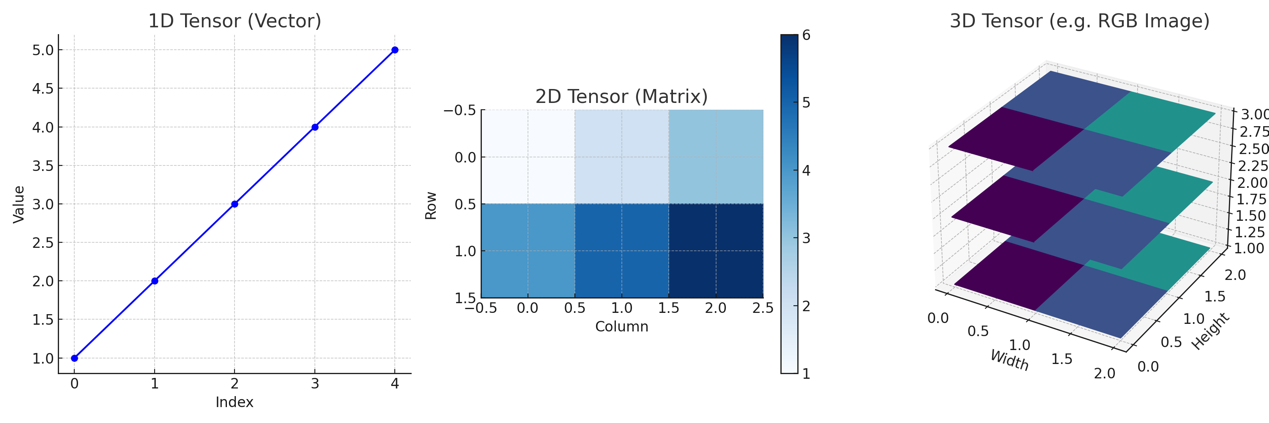 1D Tensor (Vector)
5.0
4.5
4.0
3.5
3.0
2.5
2.0
1.5
1.0
Value
0 1 2 3 4
Index
2D Tensor (Matrix)
−0.5
0.0
0.5
1.0
1.5
Row
−0.5 0.0 0.5 1.0 1.5 2.0 2.5
Column
6
5
4
3
2
1
3D Tensor (e.g. RGB Image)
3.00
2.75
2.50
2.25
2.00
1.75
1.50
1.25
1.00
0.0 0.5 1.0 1.5 2.0
Width
0.0 0.5 1.0 1.5 2.0
Height